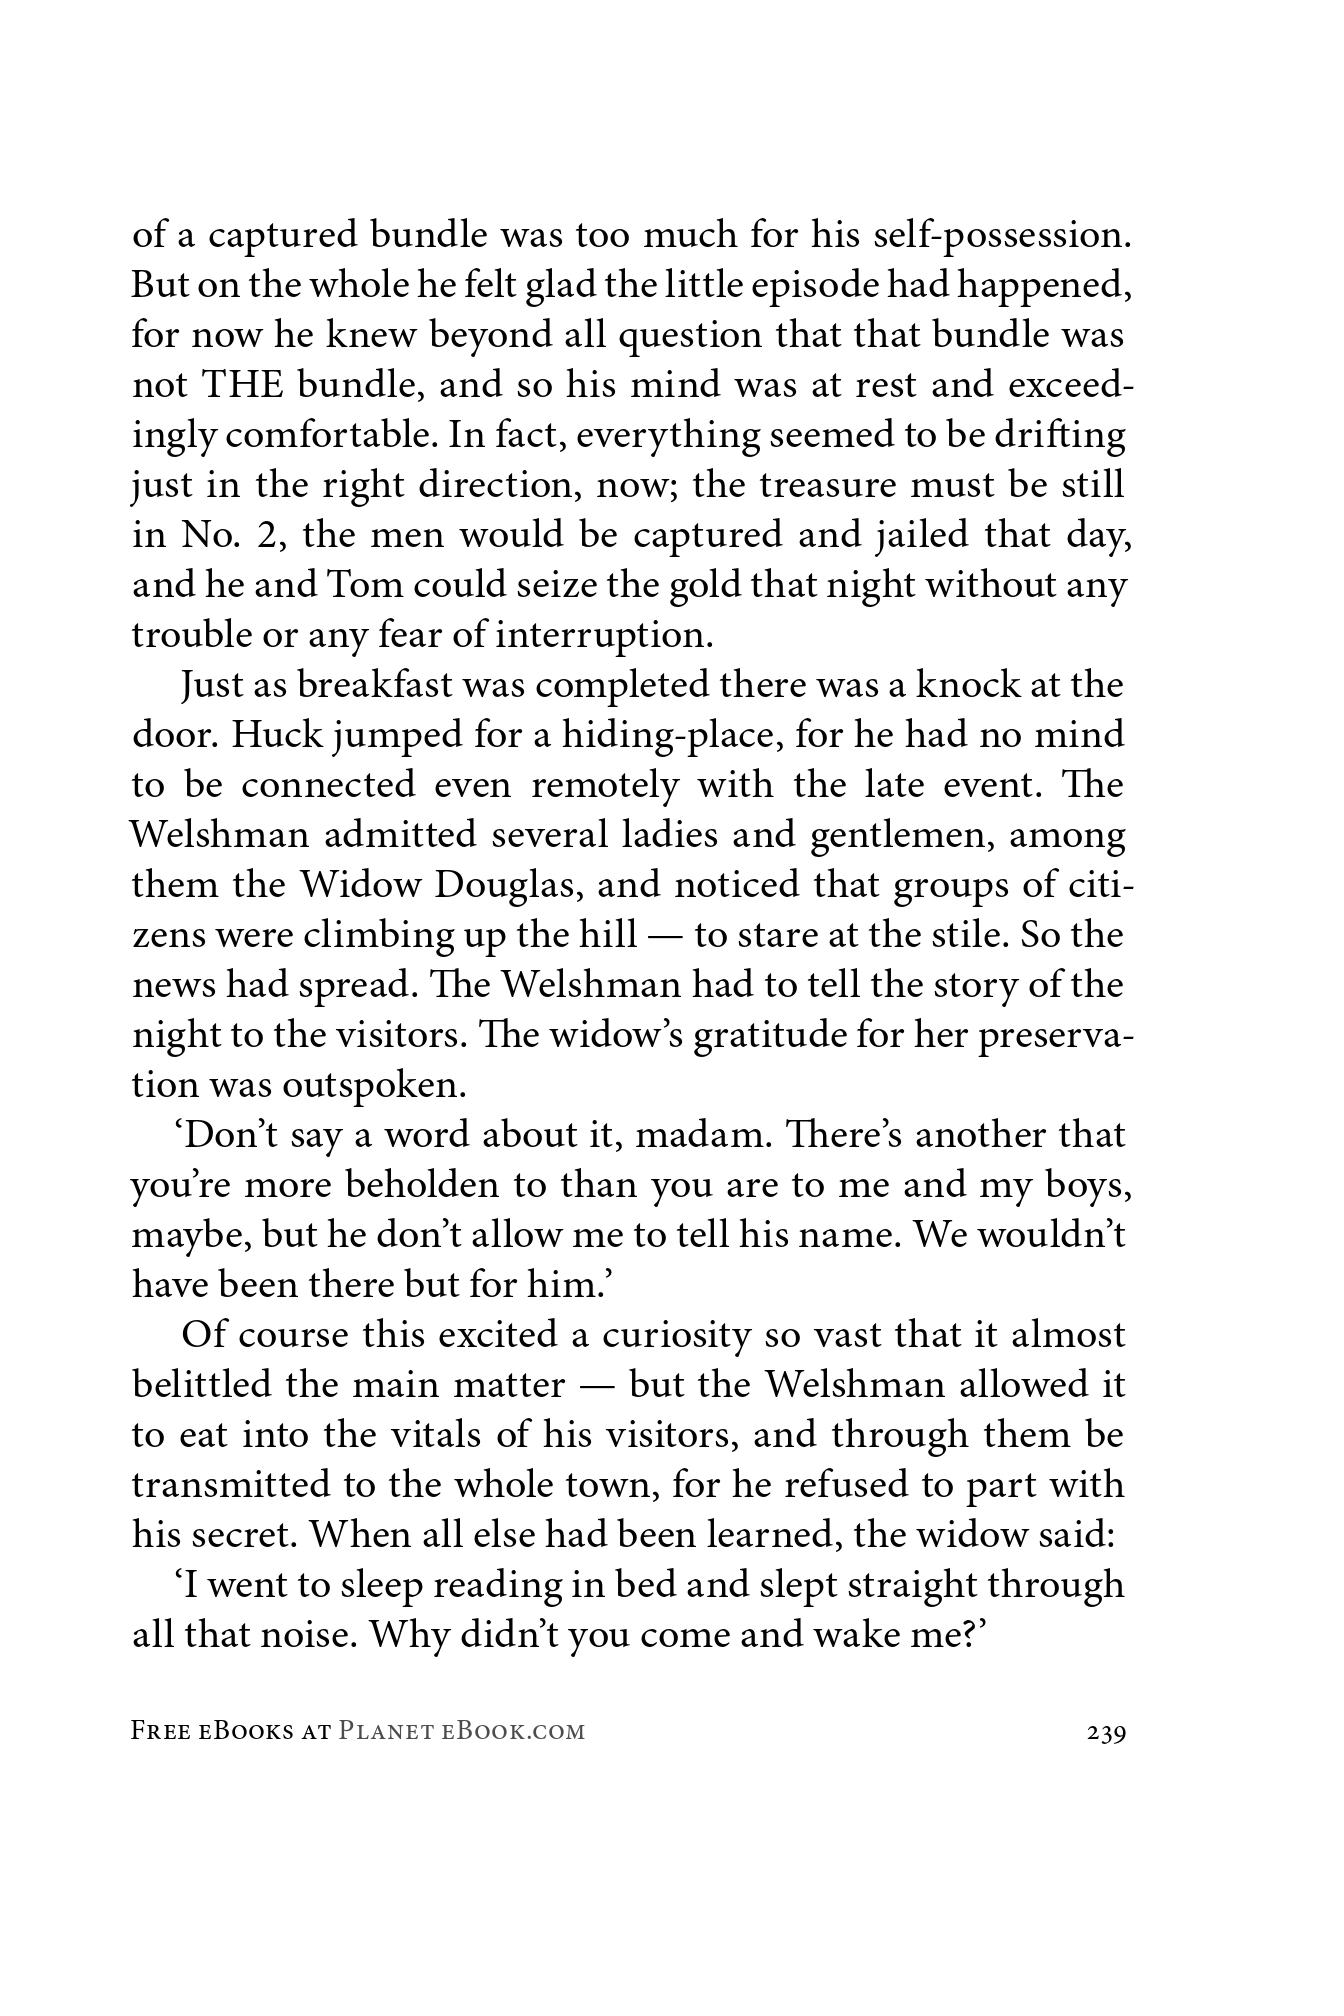 of a captured bundle was too much for his self-possession.
But on the whole he felt glad the little episode had happened,
for now he knew beyond all question that that bundle was
not THE bundle, and so his mind was at rest and exceed-
ingly comfortable. In fact, everything seemed to be drifting
just in the right direction, now; the treasure must be still
in No. 2, the men would be captured and jailed that day,
and he and Tom could seize the gold that night without any
trouble or any fear of interruption.
Just as breakfast was completed there was a knock at the
door. Huck jumped for a hiding-place, for he had no mind
to be connected even remotely with the late event. The
Welshman admitted several ladies and gentlemen, among
them the Widow Douglas, and noticed that groups of citi-
zens were climbing up the hill — to stare at the stile. So the
news had spread. The Welshman had to tell the story of the
night to the visitors. The widow’s gratitude for her preserva-
tion was outspoken.
‘Don’t say a word about it, madam. There’s another that
you’re more beholden to than you are to me and my boys,
maybe, but he don’t allow me to tell his name. We wouldn’t
have been there but for him.’
Of course this excited a curiosity so vast that it almost
belittled the main matter — but the Welshman allowed it
to eat into the vitals of his visitors, and through them be
transmitted to the whole town, for he refused to part with
his secret. When all else had been learned, the widow said:
‘I went to sleep reading in bed and slept straight through
all that noise. Why didn’t you come and wake me?’
Free eBooks at Planet eBook.com 239